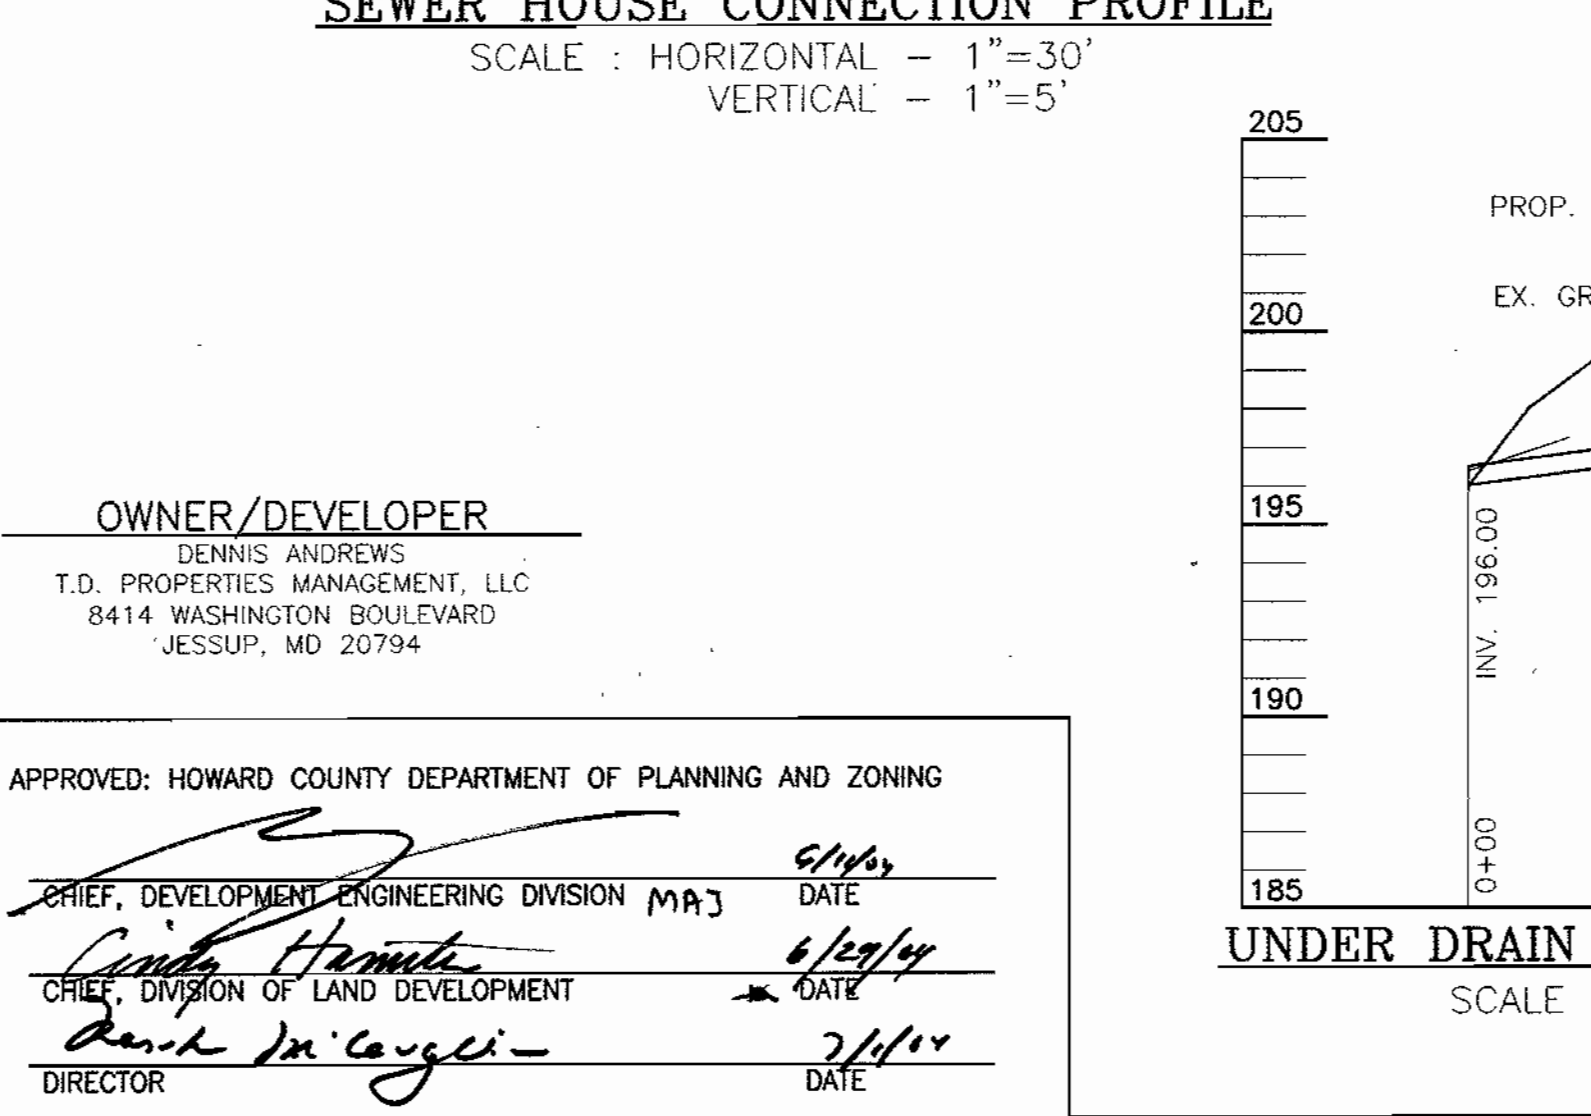 SEWER HOUSE CONNECTION PROFILE
SCALE : HORIZONTAL - 1"=30'
VERTICAL - 1"=5'
205
PROP.
EX. GR
200
195
INV. 196.00
190
0+00
185
UNDER DRAIN
SCALE
OWNER/DEVELOPER
DENNIS ANDREWS
T.D. PROPERTIES MANAGEMENT, LLC
8414 WASHINGTON BOULEVARD
JESSUP, MD 20794
APPROVED: HOWARD COUNTY DEPARTMENT OF PLANNING AND ZONING
CHIEF, DEVELOPMENT ENGINEERING DIVISION MAJ DATE
Cindy 6/29/04
CHIEF, DIVISION OF LAND DEVELOPMENT DATE
7/1/04
DIRECTOR DATE